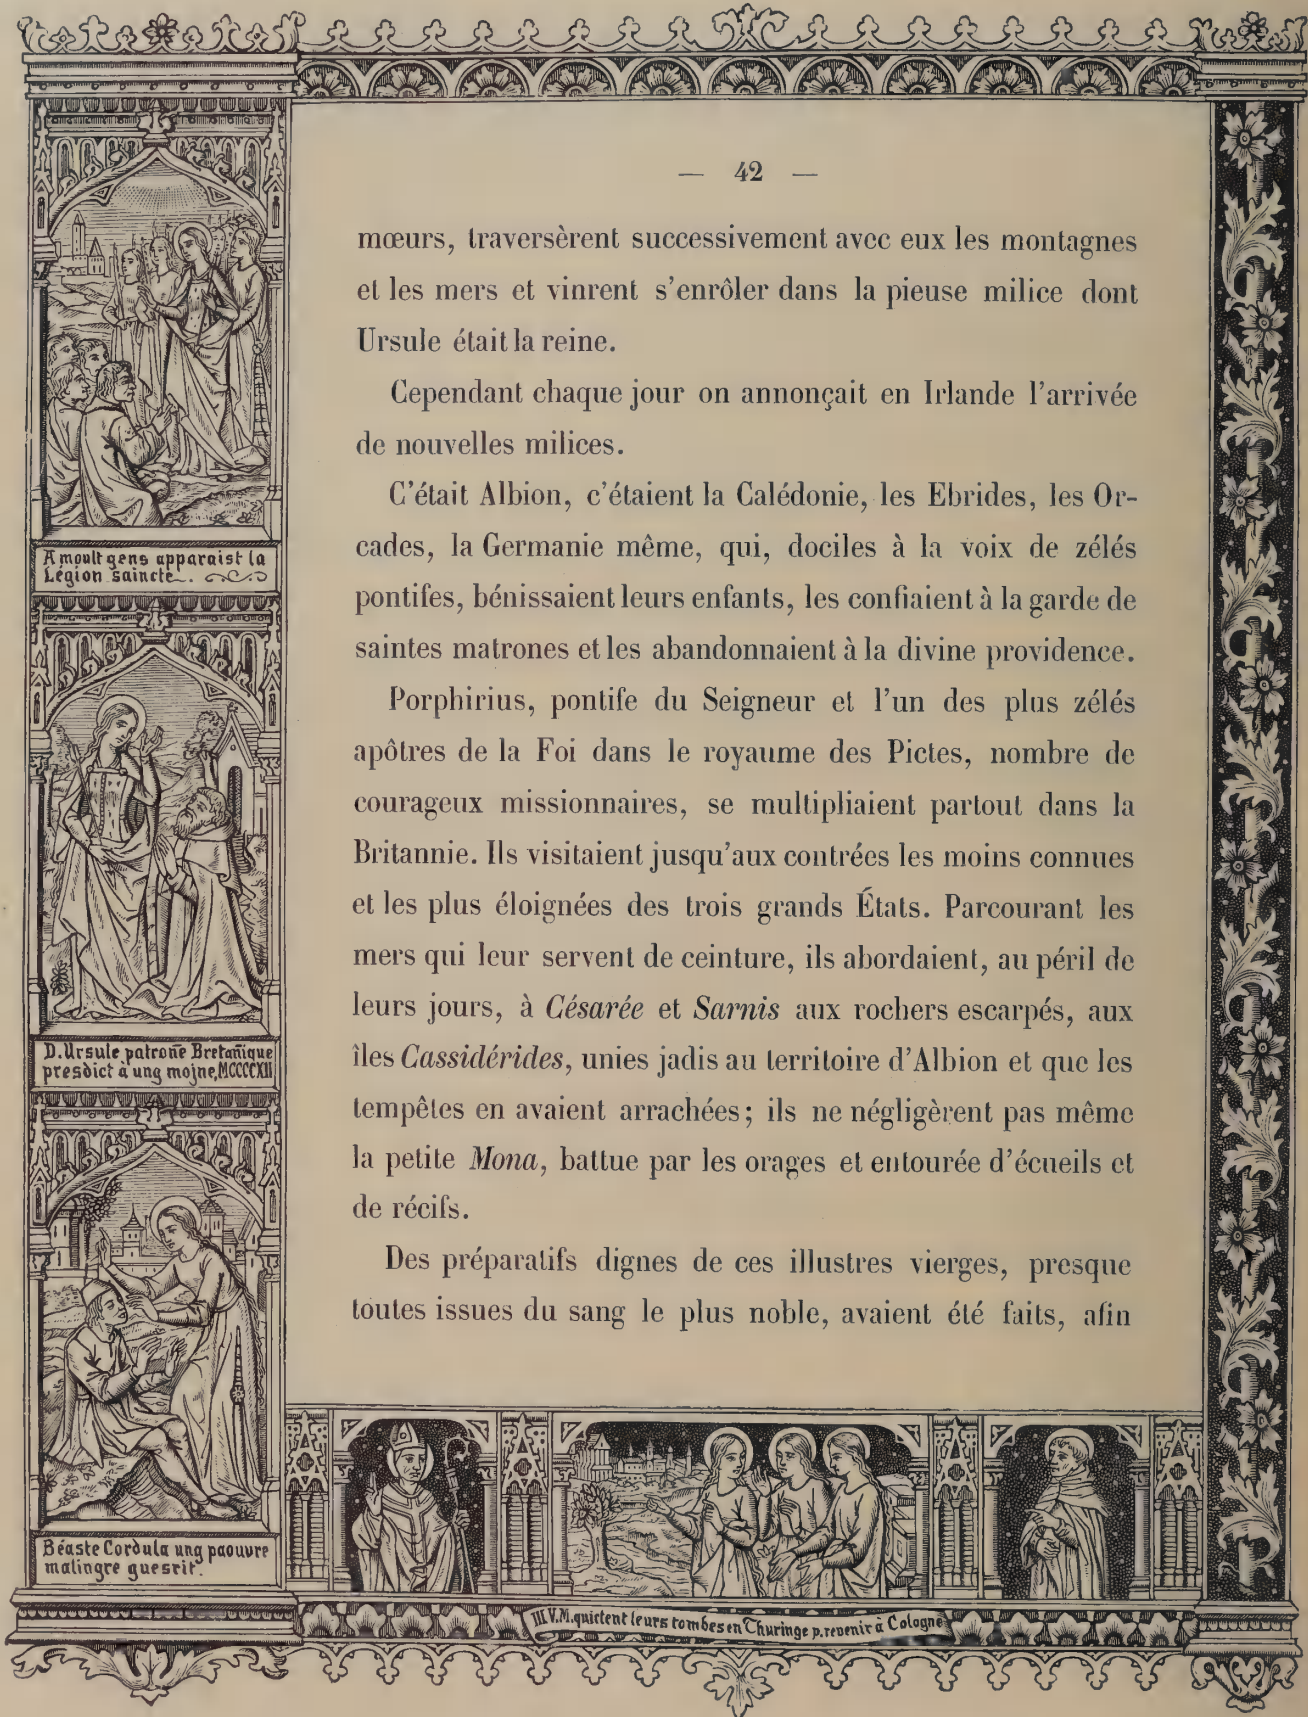 — 42 —
mœurs, traversèrent successivement avec eux les montagnes
et les mers et vinrent s'enrôler dans la pieuse milice dont
Ursule était la reine.
Cependant chaque jour on annonçait en Irlande l'arrivée
de nouvelles milices.
C'était Albion, c'étaient la Calédonie, les Ebrides, les Or-
cades, la Germanie même, qui, dociles à la voix de zélés
pontifes, bénissaient leurs enfants, les confiaient à la garde de
saintes matrones et les abandonnaient à la divine providence.
Porphirius, pontife du Seigneur et l'un des plus zélés
apôtres de la Foi dans le royaume des Pictes, nombre de
courageux missionnaires, se multipliaient partout dans la
Britannie. Ils visitaient jusqu'aux contrées les moins connues
et les plus éloignées des trois grands États. Parcourant les
mers qui leur servent de ceinture, ils abordaient, au péril de
leurs jours, à Césarée et Sarnis aux rochers escarpés, aux
îles Cassidérides, unies jadis au territoire d'Albion et que les
tempêtes en avaient arrachées; ils ne négligèrent pas même
la petite Mona, battue par les orages et entourée d'écueils et
de récifs.
Des préparatifs dignes de ces illustres vierges, presque
toutes issues du sang le plus noble, avaient été faits, afin
A moult gens apparaist la
Légion saincte.
D. Ursule patroñe Bretañique
presdict a ung mojne, MCCCCXII
Béaste Cordula ung paouvre
malingre guesrit.
III V.M. quictent leurs tombes en Thuringe p. revenir à Cologne